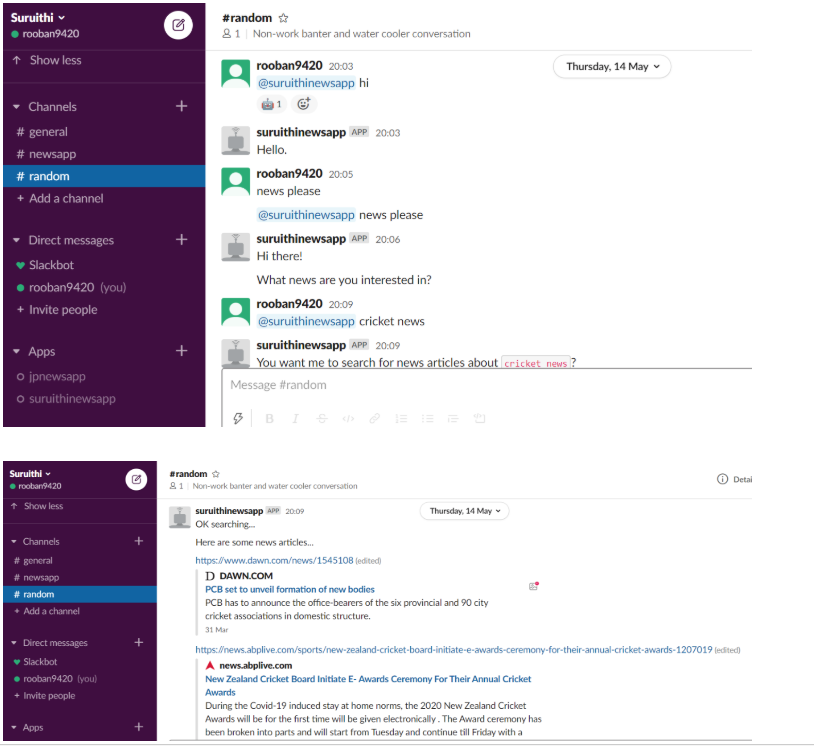 Suruithi
rooban9420
Show less
Channels
# general
# newsapp
# random
+ Add a channel
Direct messages
Slackbot
rooban9420 (you)
+ Invite people
Apps
jpnewsapp
suruithinewsapp
#random
1 | Non-work banter and water cooler conversation
Thursday, 14 May
rooban9420 20:03
@suruithinewsapp hi
1
suruithinewsapp APP 20:03
Hello.
rooban9420 20:05
news please
@suruithinewsapp news please
suruithinewsapp APP 20:06
Hi there!
What news are you interested in?
rooban9420 20:09
@suruithinewsapp cricket news
suruithinewsapp APP 20:09
You want me to search for news articles about cricket news ?
Message #random
Suruithi
rooban9420
Show less
Channels
# general
# newsapp
# random
+ Add a channel
Direct messages
Slackbot
rooban9420 (you)
+ Invite people
Apps
#random
1 | Non-work banter and water cooler conversation
Detai
Thursday, 14 May
suruithinewsapp APP 20:09
OK searching...
Here are some news articles...
https://www.dawn.com/news/1545108 (edited)
D DAWN.COM
PCB set to unveil formation of new bodies
PCB has to announce the office-bearers of the six provincial and 90 city
cricket associations in domestic structure.
31 Mar
https://news.abplive.com/sports/new-zealand-cricket-board-initiate-e-awards-ceremony-for-their-annual-cricket-awards-1207019 (edited)
news.abplive.com
New Zealand Cricket Board Initiate E- Awards Ceremony For Their Annual Cricket
Awards
During the Covid-19 induced stay at home norms, the 2020 New Zealand Cricket
Awards will be for the first time will be given electronically . The Award ceremony has
been broken into parts and will start from Tuesday and continue till Friday with a